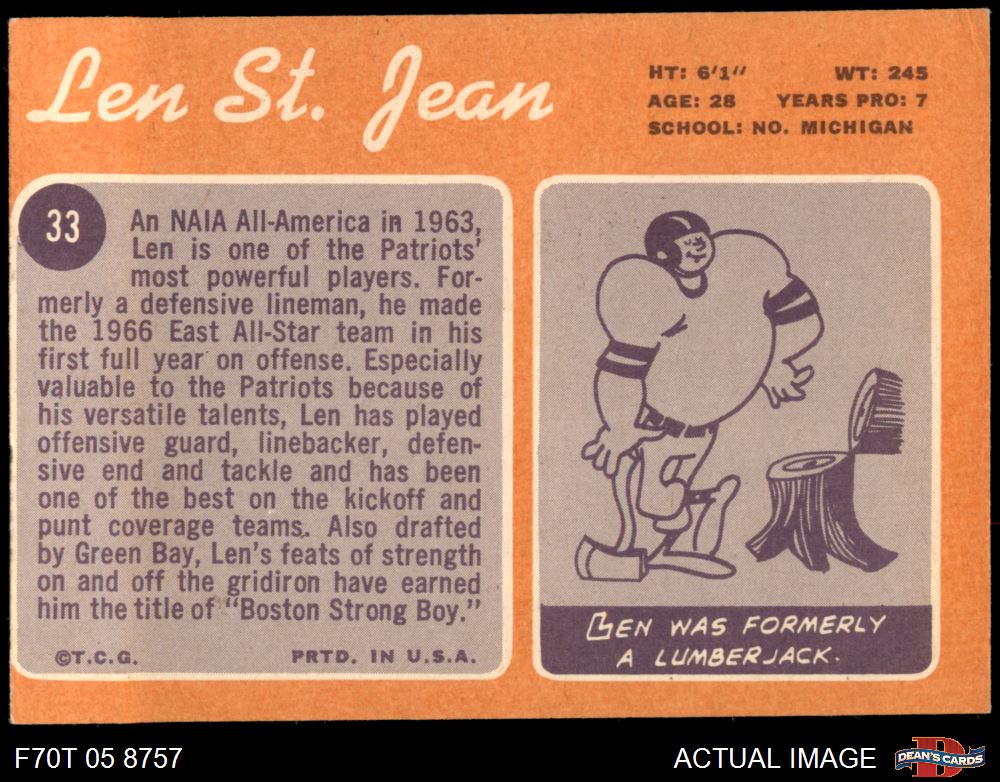 Len St. Jean
HT: 6'1" WT: 245
AGE: 28 YEARS PRO: 7
SCHOOL: NO. MICHIGAN
33
An NAIA All-America in 1963,
Len is one of the Patriots'
most powerful players. For-
merly a defensive lineman, he made
the 1966 East All-Star team in his
first full year on offense. Especially
valuable to the Patriots because of
his versatile talents, Len has played
offensive guard, linebacker, defen-
sive end and tackle and has been
one of the best on the kickoff and
punt coverage teams. Also drafted
by Green Bay, Len's feats of strength
on and off the gridiron have earned
him the title of "Boston Strong Boy."
©T.C.G. PRTD. IN U.S.A.
LEN WAS FORMERLY
A LUMBERJACK.
F70T 05 8757
ACTUAL IMAGE
D
DEAN'S CARDS